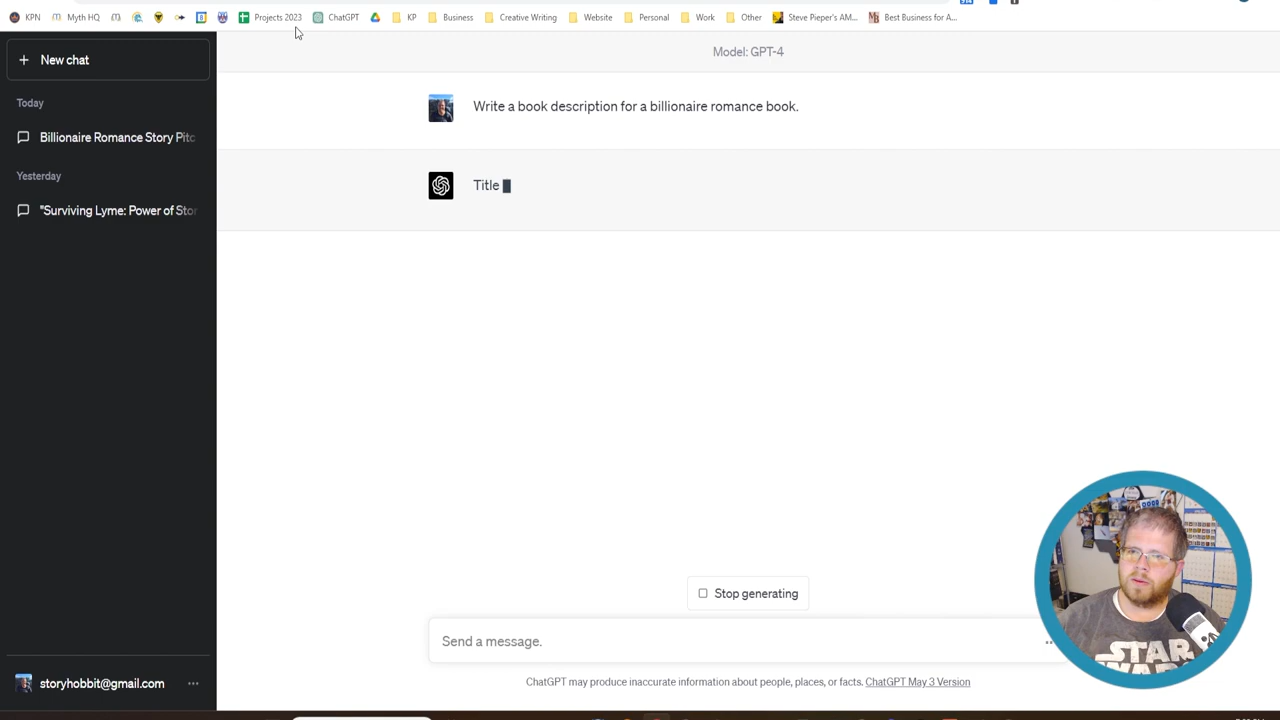 KPN Myth HQ Projects 2023 ChatGPT KP Business Creative Writing Website Personal Work Other Steve Pieper's AM... Best Business for A...
New chat
Model: GPT-4
Today
Write a book description for a billionaire romance book.
Billionaire Romance Story Pitc
Yesterday
Title
"Surviving Lyme: Power of Stor
Stop generating
Send a message.
STAR
storyhobbit@gmail.com
ChatGPT may produce inaccurate information about people, places, or facts. ChatGPT May 3 Version